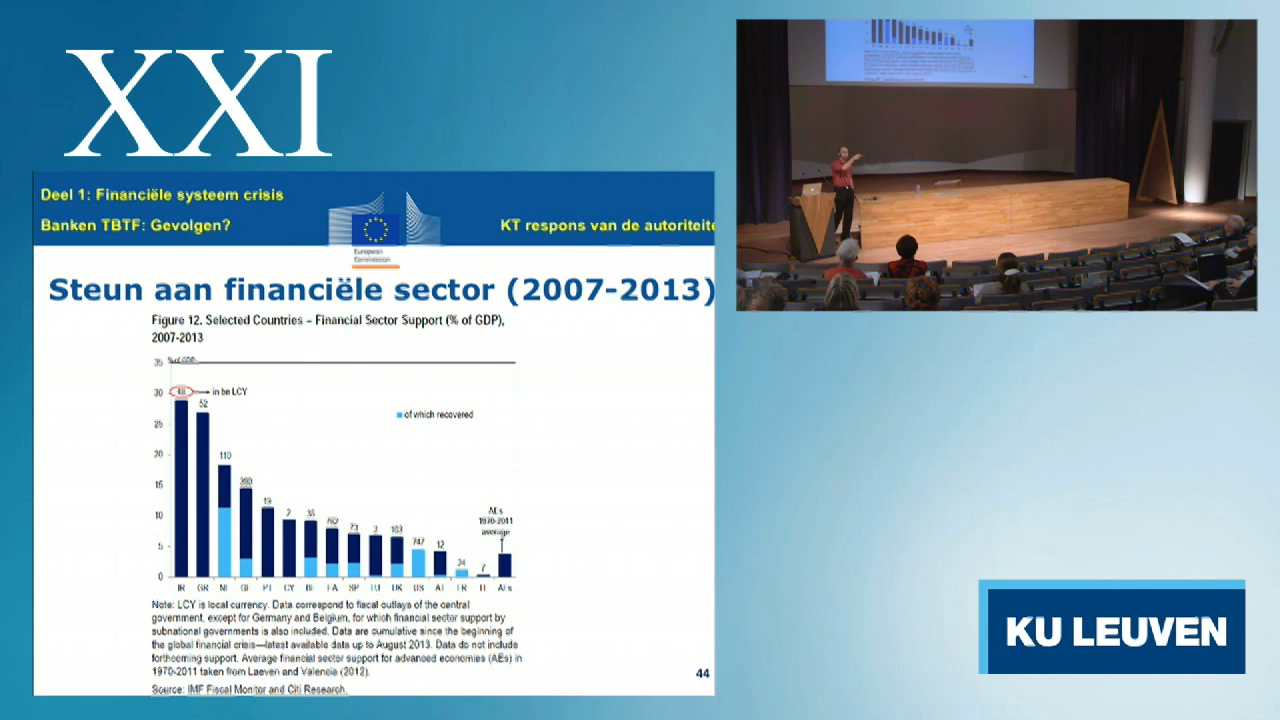 XXI
Deel 1: Financiële systeem crisis
Banken TBTF: Gevolgen?
KT respons van de autoriteite
European
Commission
Steun aan financiële sector (2007-2013)
Figure 12. Selected Countries – Financial Sector Support (% of GDP),
2007-2013
35 % of GDP
30
in bn LCY
25
20
15
10
5
0
52
110
19
2
3
103
747
12
24
7
of which recovered
AEs
1970-2011
average
IR GR NL PT CY SP UK US AT FR IT AEs
Note: LCY is local currency. Data correspond to fiscal outlays of the central
government, except for Germany and Belgium, for which financial sector support by
subnational governments is also included. Data are cumulative since the beginning of
the global financial crisis—latest available data up to August 2013. Data do not include
forthcoming support. Average financial sector support for advanced economies (AEs) in
1970-2011 taken from Laeven and Valencia (2012).
Source: IMF Fiscal Monitor and Citi Research.
44
KU LEUVEN